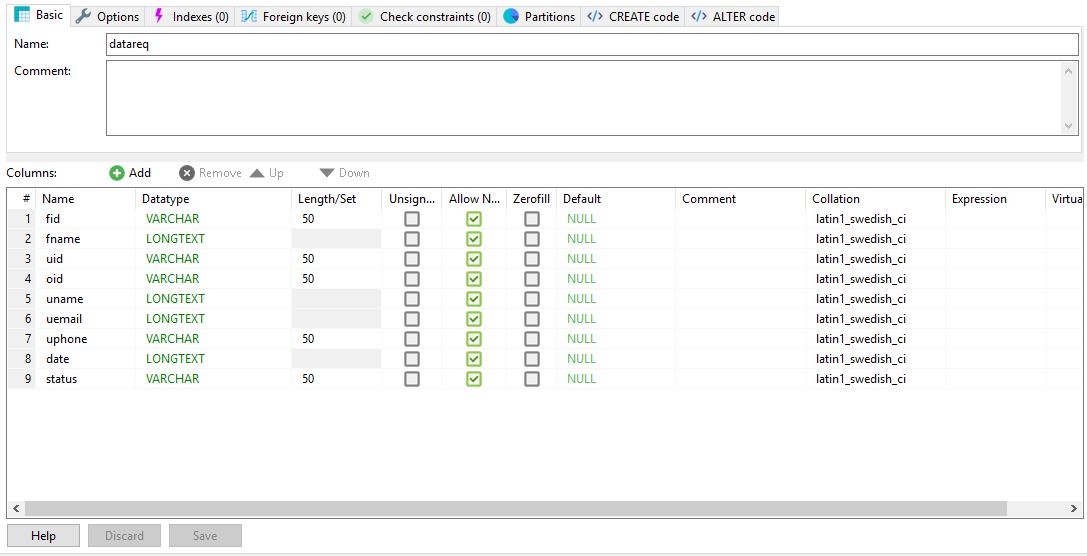 Basic Options Indexes (0) Foreign keys (0) Check constraints (0) Partitions </> CREATE code </> ALTER code
Name: datareq
Comment:
Columns: Add Remove Up Down
# Name Datatype Length/Set Unsign... Allow N... Zerofill Default Comment Collation Expression Virtua
1 fid VARCHAR 50 NULL latin1_swedish_ci
2 fname LONGTEXT NULL latin1_swedish_ci
3 uid VARCHAR 50 NULL latin1_swedish_ci
4 oid VARCHAR 50 NULL latin1_swedish_ci
5 uname LONGTEXT NULL latin1_swedish_ci
6 uemail LONGTEXT NULL latin1_swedish_ci
7 uphone VARCHAR 50 NULL latin1_swedish_ci
8 date LONGTEXT NULL latin1_swedish_ci
9 status VARCHAR 50 NULL latin1_swedish_ci
Help Discard Save